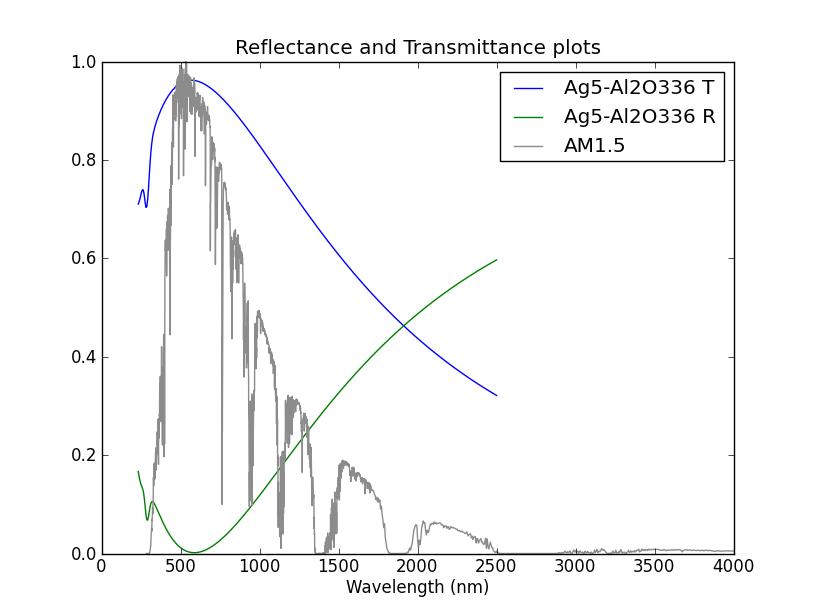 Reflectance and Transmittance plots
1.0
0.8
0.6
0.4
0.2
0.0
Ag5-Al2O336 T
Ag5-Al2O336 R
AM1.5
0 500 1000 1500 2000 2500 3000 3500 4000
Wavelength (nm)